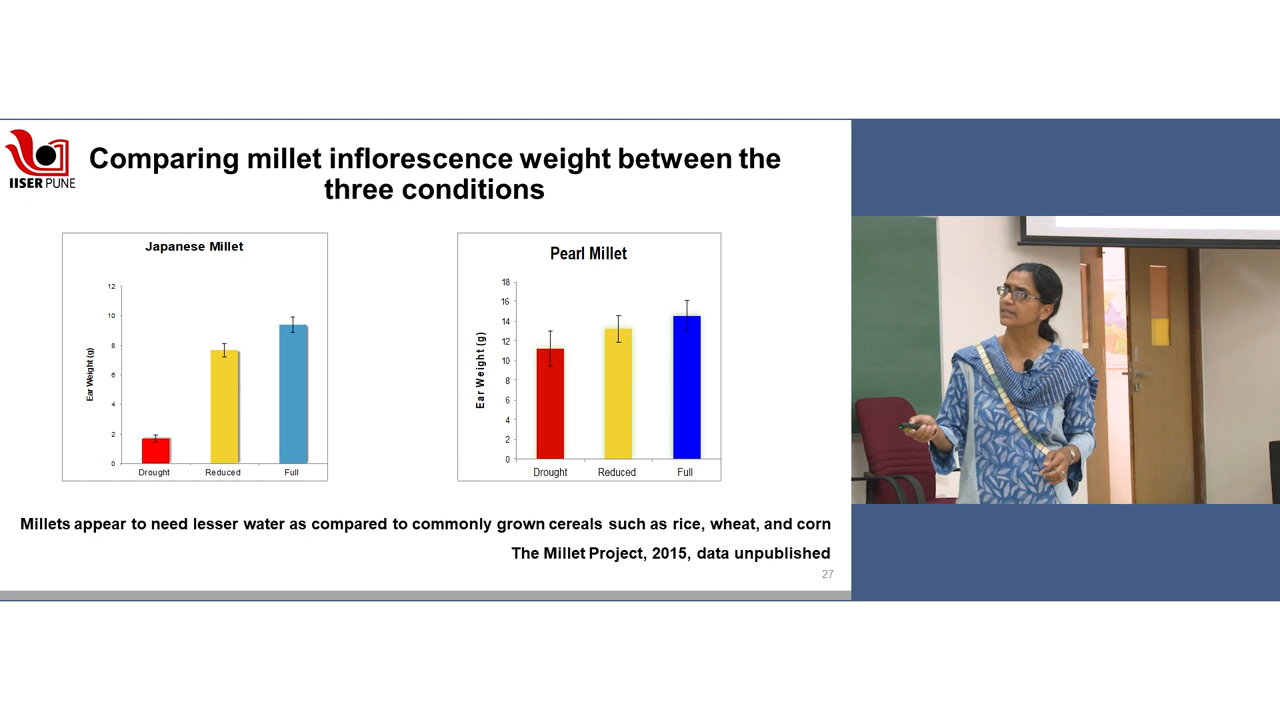 IISER PUNE
Comparing millet inflorescence weight between the
three conditions
Japanese Millet
Ear Weight (g)
12
10
8
6
4
2
0
Drought Reduced Full
Pearl Millet
Ear Weight (g)
18
16
14
12
10
8
6
4
2
0
Drought Reduced Full
Millets appear to need lesser water as compared to commonly grown cereals such as rice, wheat, and corn
The Millet Project, 2015, data unpublished
27